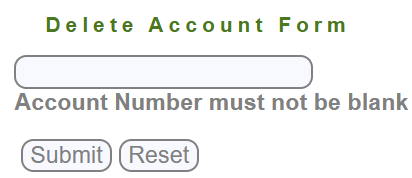 Delete Account Form
Account Number must not be blank
Submit Reset